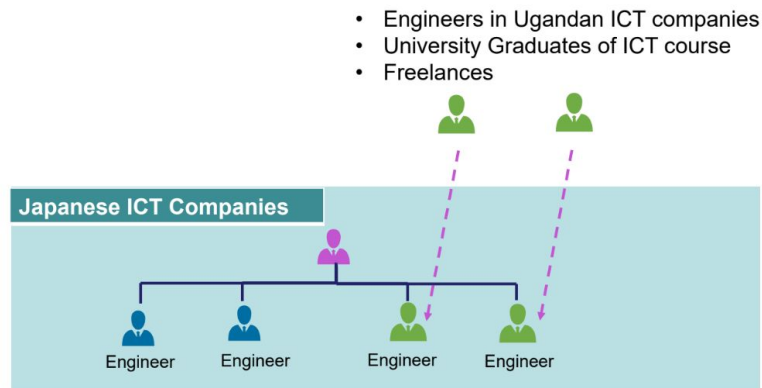 • Engineers in Ugandan ICT companies
• University Graduates of ICT course
• Freelances
Japanese ICT Companies
Engineer
Engineer
Engineer
Engineer